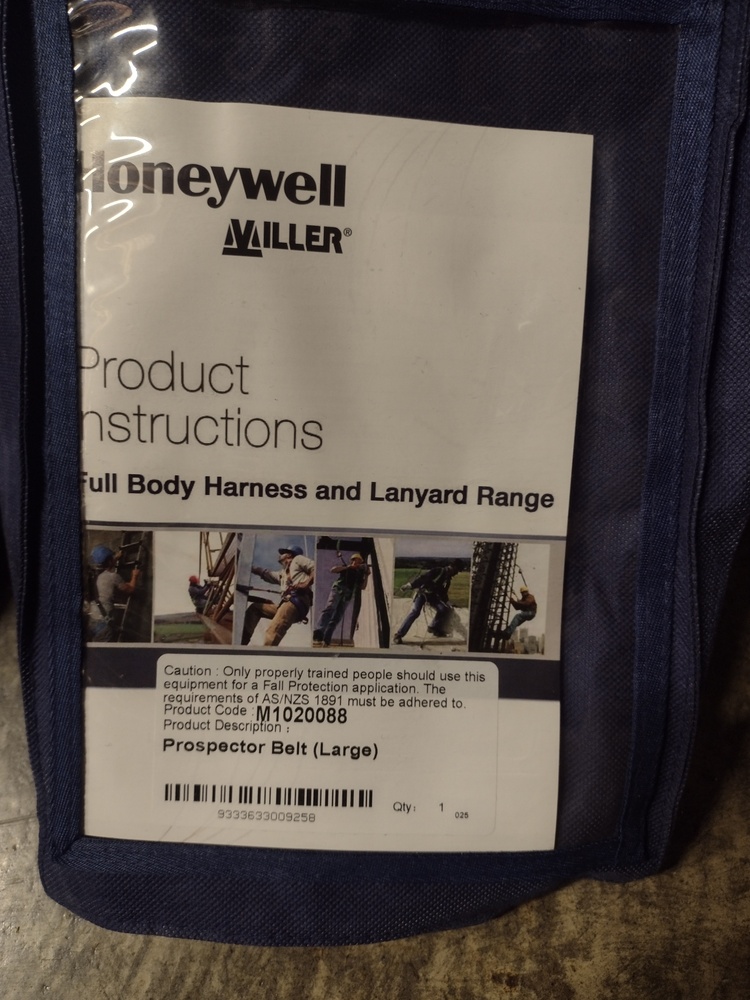 Honeywell
MILLER®
Product
Instructions
Full Body Harness and Lanyard Range
Caution : Only properly trained people should use this
equipment for a Fall Protection application. The
requirements of AS/NZS 1891 must be adhered to.
Product Code : M1020088
Product Description :
Prospector Belt (Large)
9333633009258
Qty: 1 025